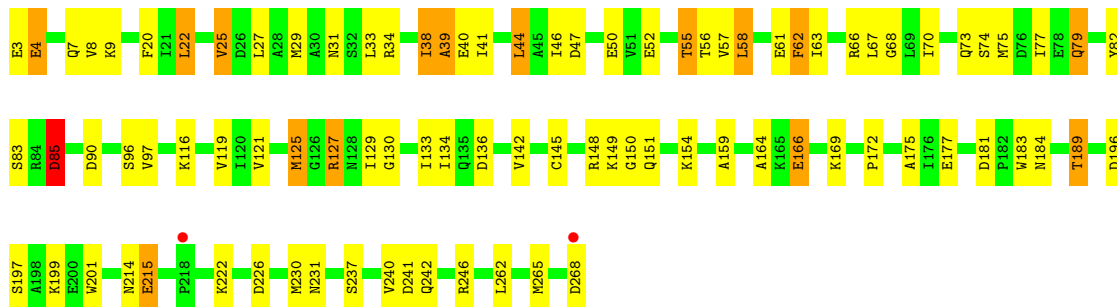 E3 E4 Q7 V8 K9 F20 I21 L22 V25 D26 L27 A28 M29 A30 N31 S32 L33 R34 I38 A39 E40 I41 L44 A45 I46 D47 E50 V51 E52 T55 T56 V57 L58 E61 F62 I63 R66 L67 G68 L69 I70 Q73 S74 M75 D76 I77 E78 Q79 Y82
S83 R84 D85 D90 S96 V97 K116 V119 I120 V121 M125 G126 R127 N128 I129 G130 I133 I134 Q135 D136 V142 C145 R148 K149 G150 Q151 K154 A159 A164 K165 E166 K169 P172 A175 I176 E177 D181 P182 W183 N184 T189 D196
S197 A198 K199 E200 W201 N214 E215 P218 K222 D226 M230 N231 S237 V240 D241 Q242 R246 L262 M265 D268